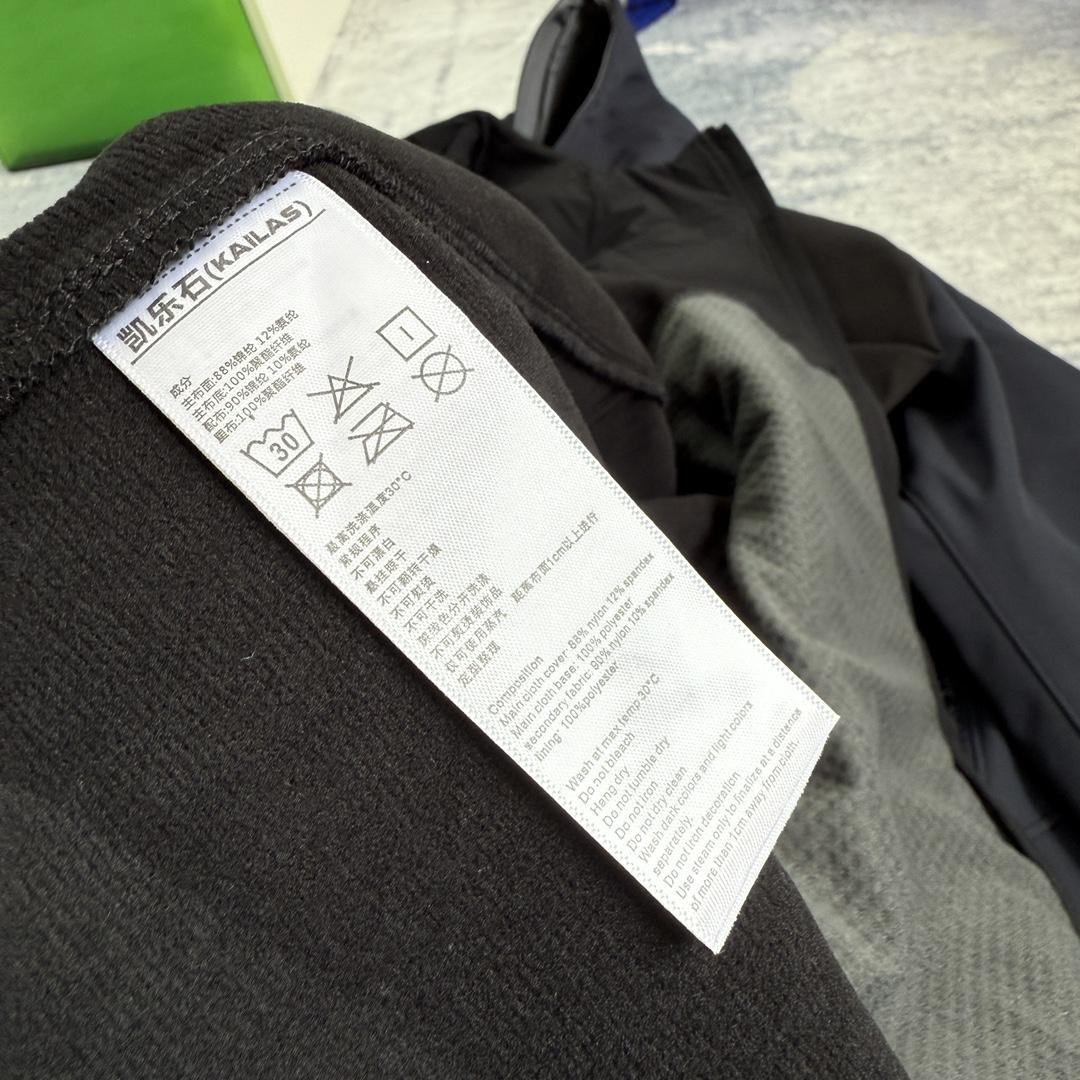 凯乐石(KAILAS)
成分
主布面:88%锦纶 12%氨纶
主布底:100%聚酯纤维
配布:90%锦纶 10%氨纶
里布:100%聚酯纤维
30
最高洗涤温度30°C
常规程序
不可漂白
悬挂晾干
不可翻转干燥
不可熨烫
不可干洗
深浅色分开洗涤
不可熨烫装饰品
仅可使用蒸汽 距离布面1cm以上进行
定型整理
Composition
Main cloth cover: 88% nylon 12% spandex
Main cloth base: 100% polyester
secondary fabric: 90% nylon 10% spandex
lining: 100%polyester
Wash at max temp 30°C
Do not bleach
Hang dry
Do not tumble dry
Do not iron
Do not dry clean
Wash dark colors and light colors
separately.
Do not iron decoration
Use steam only to finalize at a distance
of more than 1cm away from cloth.